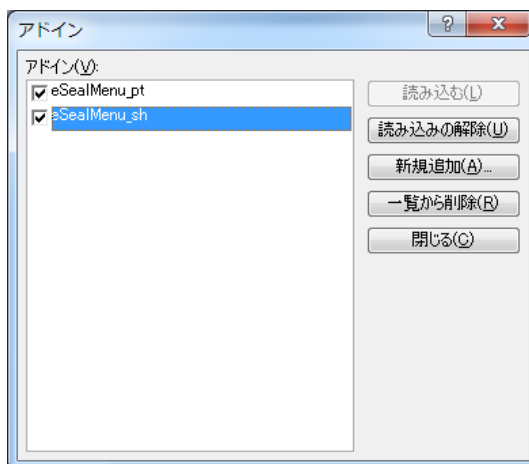 アドイン
アドイン(V):
eSealMenu_pt
eSealMenu_sh
読み込む(L)
読み込みの解除(U)
新規追加(A)...
一覧から削除(R)
閉じる(C)